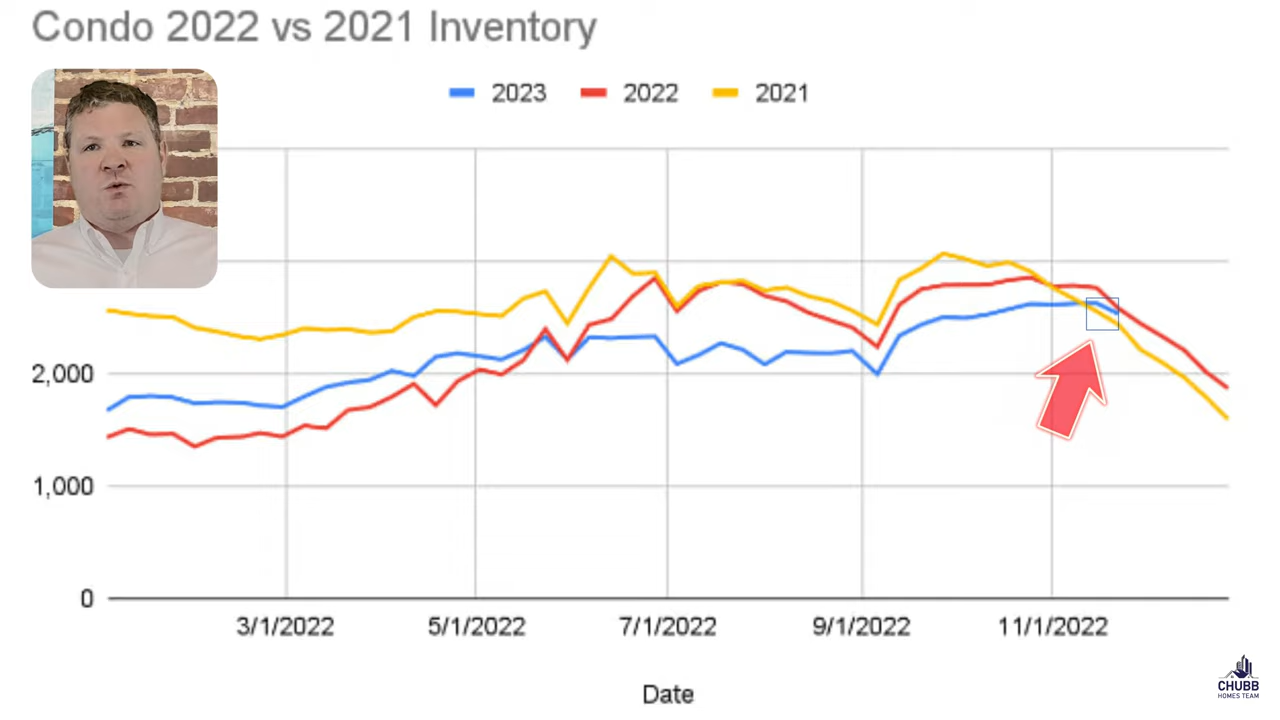 Condo 2022 vs 2021 Inventory
2023 2022 2021
2,000
1,000
0
3/1/2022 5/1/2022 7/1/2022 9/1/2022 11/1/2022
Date
CHUBB
HOMES TEAM